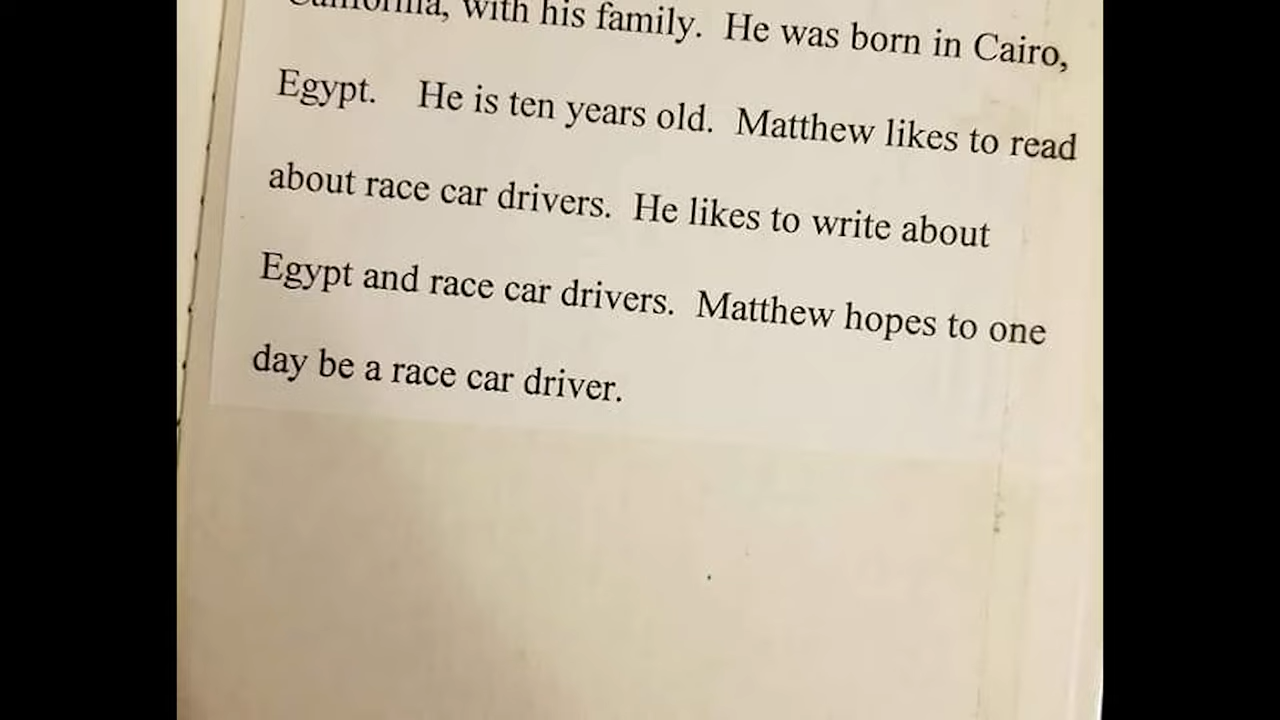 California, with his family. He was born in Cairo,
Egypt. He is ten years old. Matthew likes to read
about race car drivers. He likes to write about
Egypt and race car drivers. Matthew hopes to one
day be a race car driver.